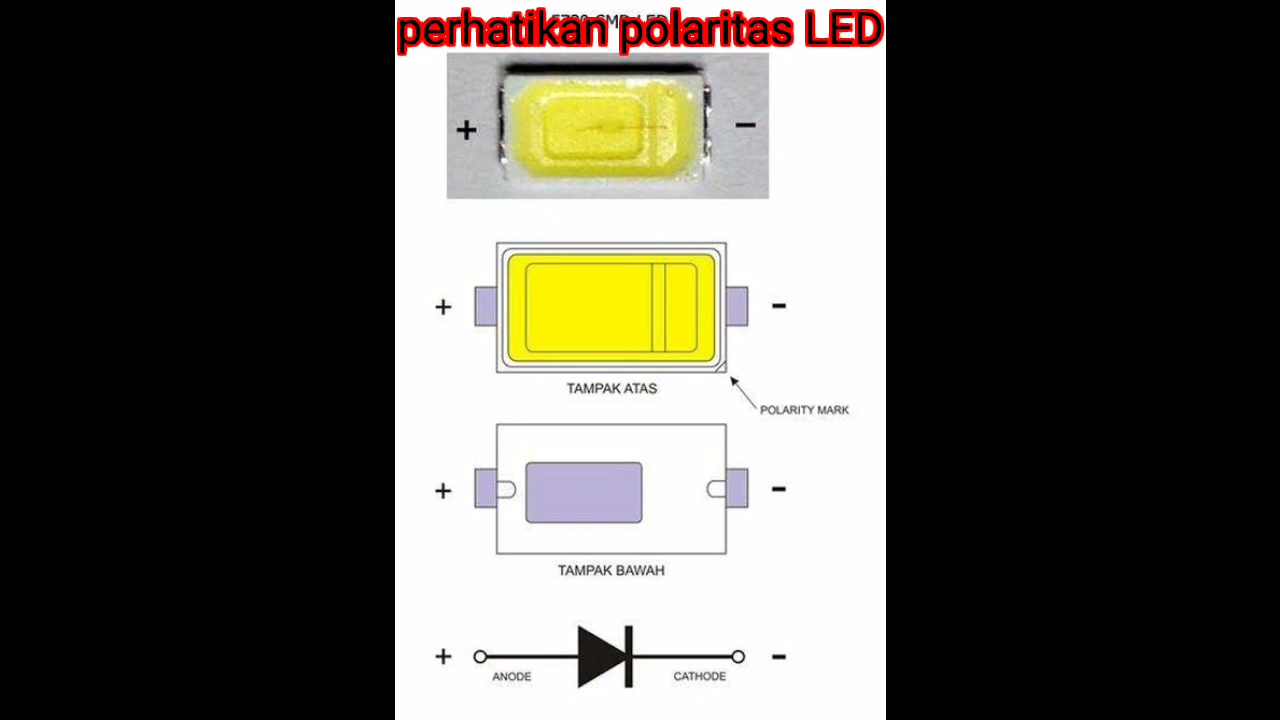 perhatikan polaritas LED
+ -
+ -
TAMPAK ATAS
POLARITY MARK
+ -
TAMPAK BAWAH
+ -
ANODE CATHODE